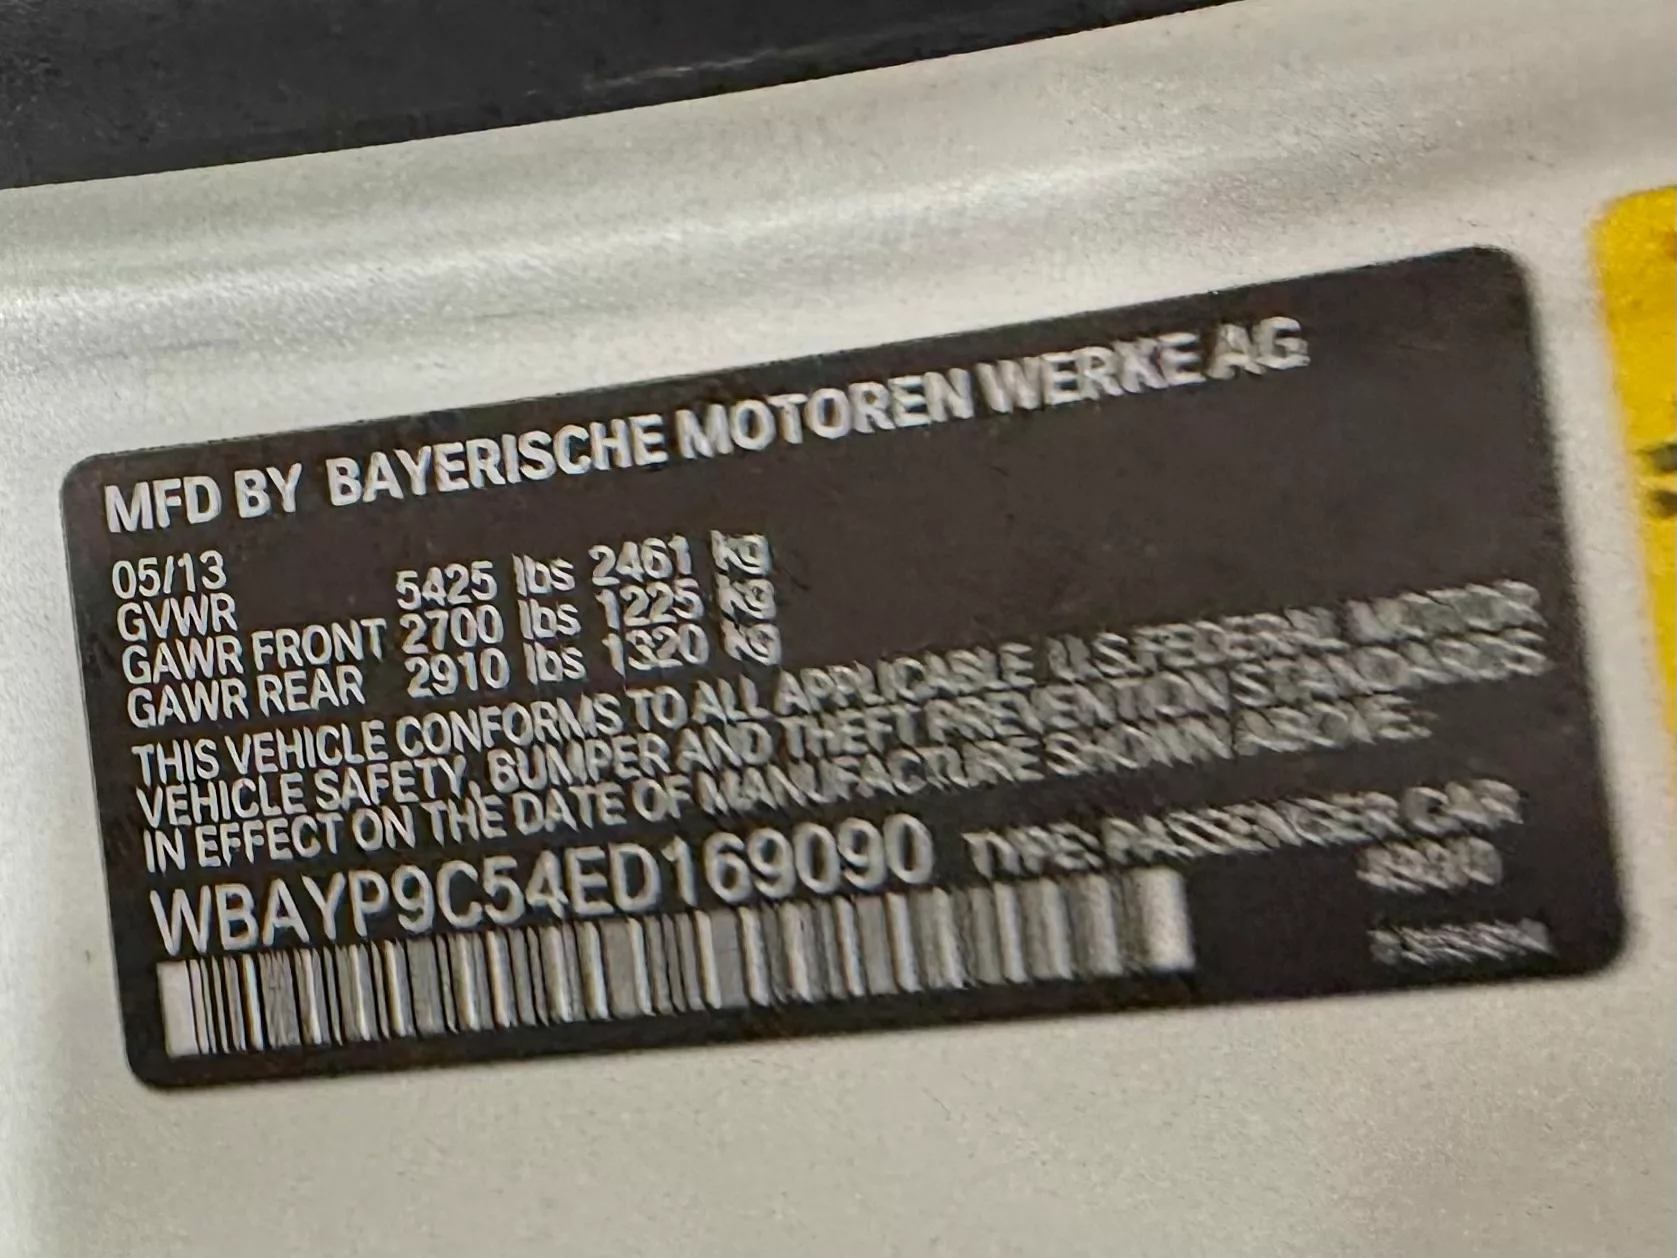 MFD BY BAYERISCHE MOTOREN WERKE AG
05/13
GVWR 5425 lbs 2461 kg
GAWR FRONT 2700 lbs 1225 kg
GAWR REAR 2910 lbs 1320 kg
THIS VEHICLE CONFORMS TO ALL APPLICABLE U.S.FEDERAL MOTOR
VEHICLE SAFETY, BUMPER AND THEFT PREVENTION STANDARDS
IN EFFECT ON THE DATE OF MANUFACTURE SHOWN ABOVE.
WBAYP9C54ED169090 TYPE: PASSENGER CAR